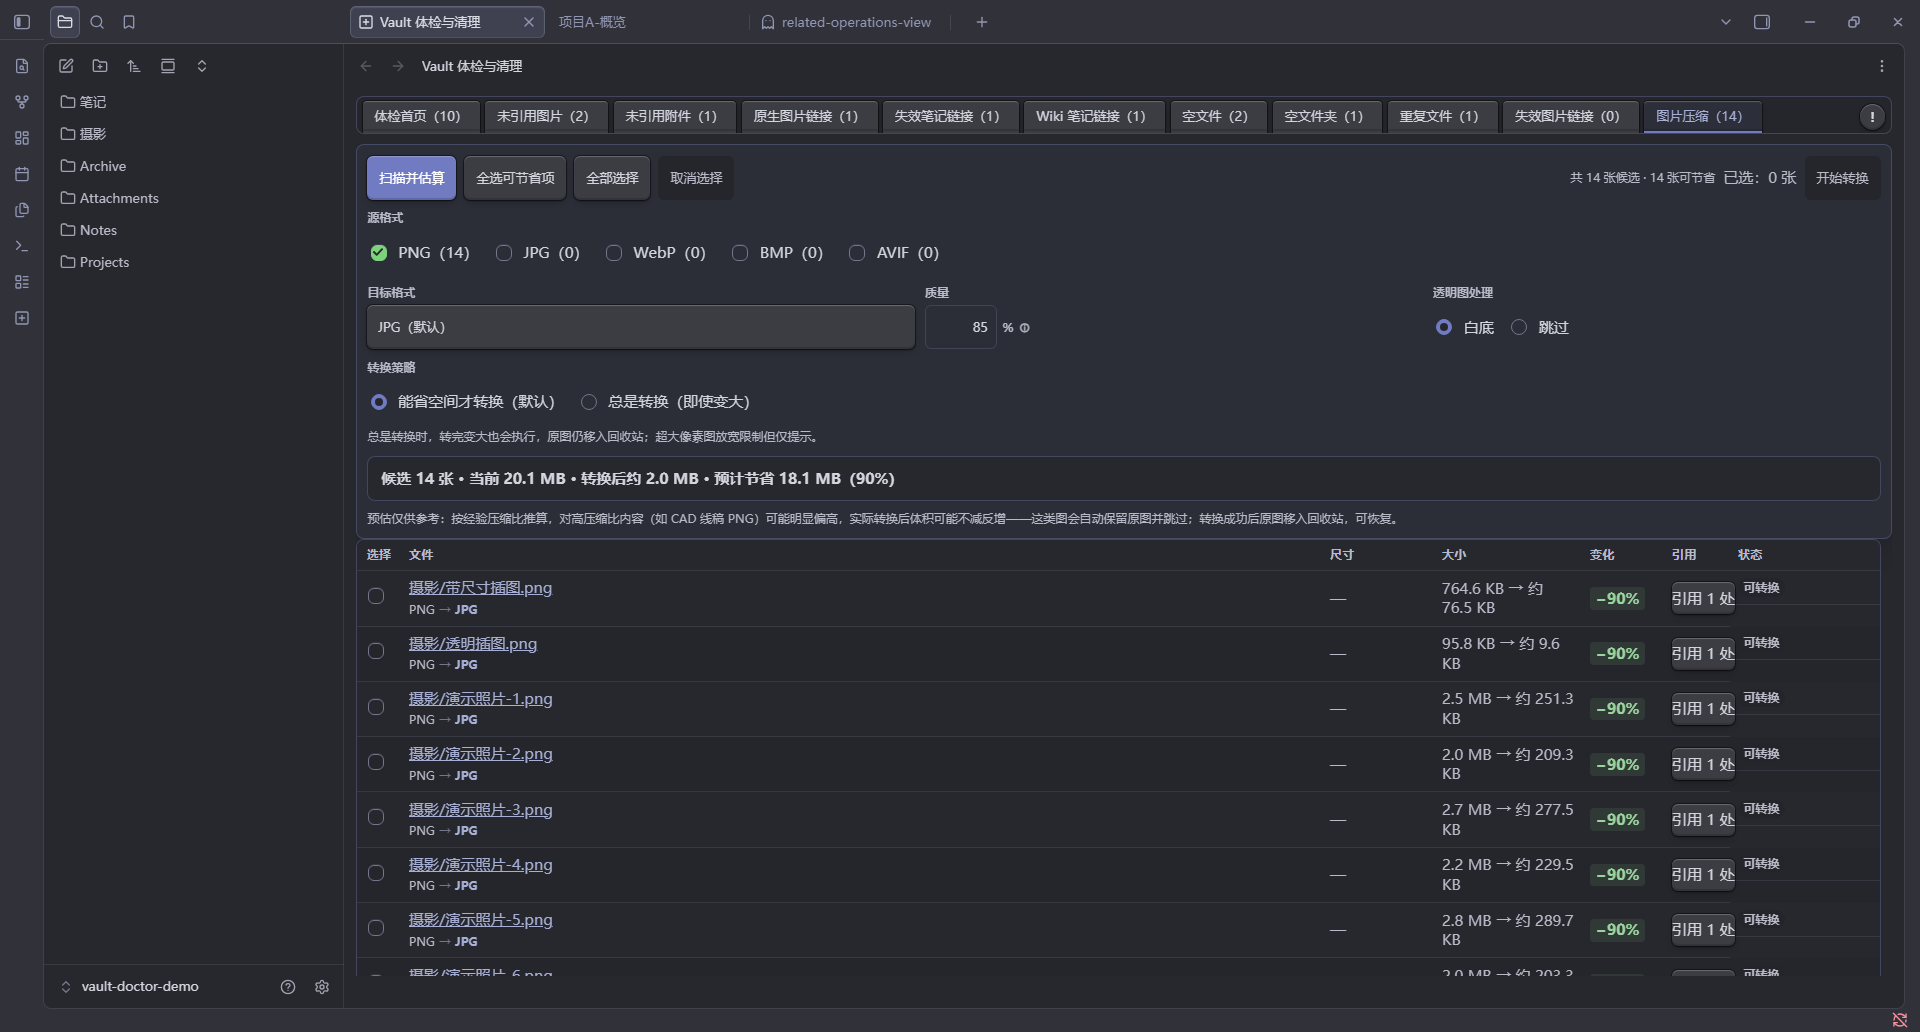 Vault 体检与清理
项目A-概览
related-operations-view
Vault 体检与清理
笔记
摄影
Archive
Attachments
Notes
Projects
vault-doctor-demo
体检首页（10）
未引用图片（2）
未引用附件（1）
原生图片链接（1）
失效笔记链接（1）
Wiki 笔记链接（1）
空文件（2）
空文件夹（1）
重复文件（1）
失效图片链接（0）
图片压缩（14）
扫描并估算
全选可节省项
全部选择
取消选择
共 14 张候选 · 14 张可节省
已选：0 张
开始转换
源格式
PNG（14）
JPG（0）
WebP（0）
BMP（0）
AVIF（0）
目标格式
质量
透明图处理
JPG（默认）
85
%
白底
跳过
转换策略
能省空间才转换（默认）
总是转换（即使变大）
总是转换时，转完变大也会执行，原图仍移入回收站；超大像素图放宽限制但仅提示。
候选 14 张 • 当前 20.1 MB • 转换后约 2.0 MB • 预计节省 18.1 MB（90%）
预估仅供参考：按经验压缩比推算，对高压缩比内容（如 CAD 线稿 PNG）可能明显偏高，实际转换后体积可能不减反增——这类图会自动保留原图并跳过；转换成功后原图移入回收站，可恢复。
选择 文件 尺寸 大小 变化 引用 状态
摄影/带尺寸插图.png
PNG → JPG
—
764.6 KB → 约
76.5 KB
−90%
引用 1 处
可转换
摄影/透明插图.png
PNG → JPG
—
95.8 KB → 约 9.6
KB
−90%
引用 1 处
可转换
摄影/演示照片-1.png
PNG → JPG
—
2.5 MB → 约 251.3
KB
−90%
引用 1 处
可转换
摄影/演示照片-2.png
PNG → JPG
—
2.0 MB → 约 209.3
KB
−90%
引用 1 处
可转换
摄影/演示照片-3.png
PNG → JPG
—
2.7 MB → 约 277.5
KB
−90%
引用 1 处
可转换
摄影/演示照片-4.png
PNG → JPG
—
2.2 MB → 约 229.5
KB
−90%
引用 1 处
可转换
摄影/演示照片-5.png
PNG → JPG
—
2.8 MB → 约 289.7
KB
−90%
引用 1 处
可转换
摄影/演示照片-6.png
2.0 MB → 约 203.3
可转换